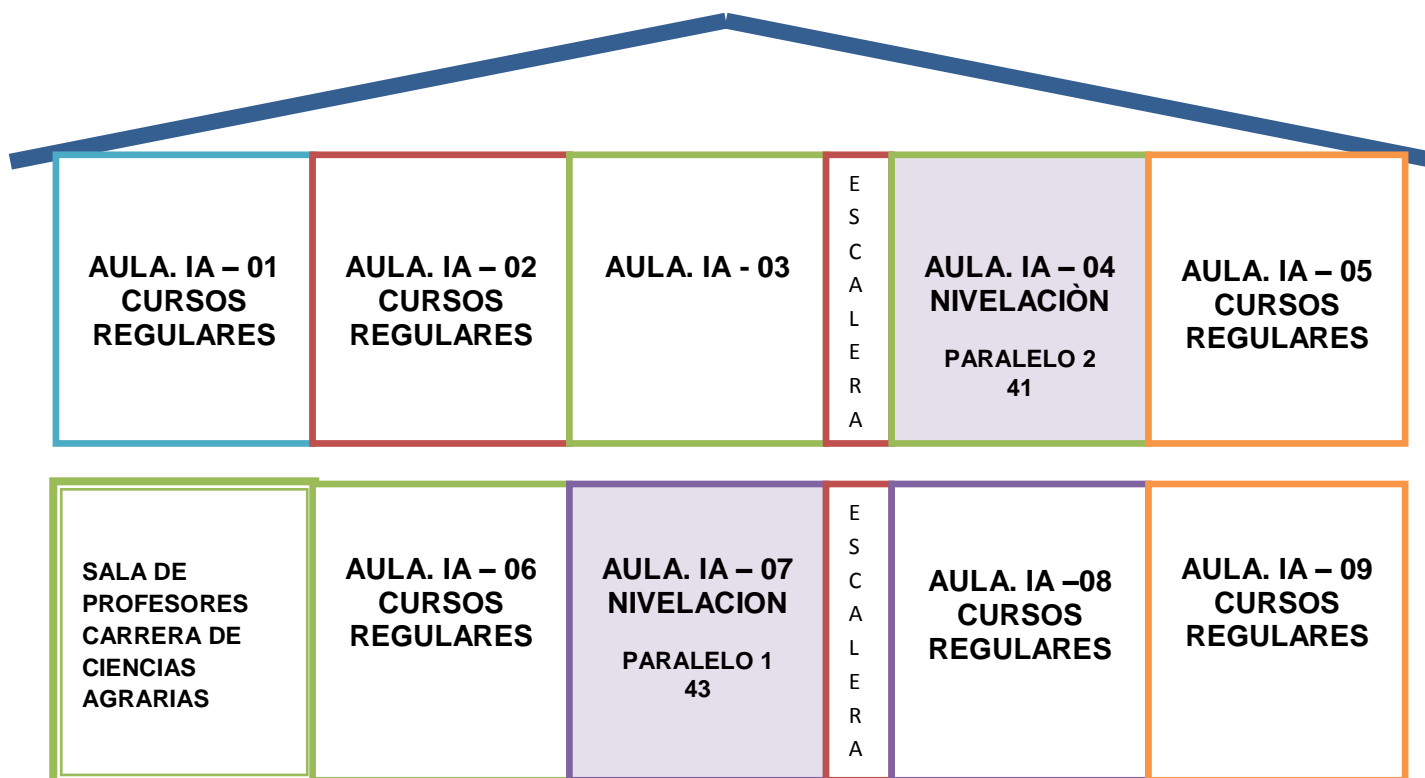 AULA. IA – 01
CURSOS
REGULARES
AULA. IA – 02
CURSOS
REGULARES
AULA. IA - 03
E
S
C
A
L
E
R
A
AULA. IA – 04
NIVELACIÒN
PARALELO 2
41
AULA. IA – 05
CURSOS
REGULARES
SALA DE
PROFESORES
CARRERA DE
CIENCIAS
AGRARIAS
AULA. IA – 06
CURSOS
REGULARES
AULA. IA – 07
NIVELACION
PARALELO 1
43
E
S
C
A
L
E
R
A
AULA. IA –08
CURSOS
REGULARES
AULA. IA – 09
CURSOS
REGULARES